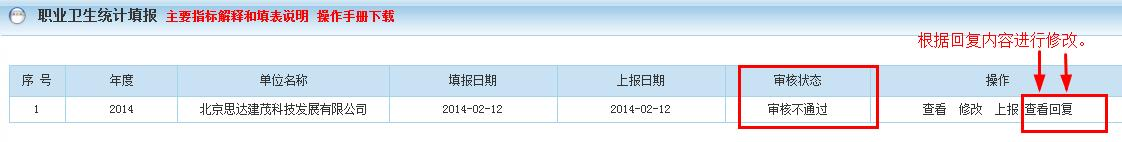 职业卫生统计填报 主要指标解释和填表说明 操作手册下载
根据回复内容进行修改。
序 号 年度 单位名称 填报日期 上报日期 审核状态 操作
1 2014 北京思达建茂科技发展有限公司 2014-02-12 2014-02-12 审核不通过 查看 修改 上报 查看回复